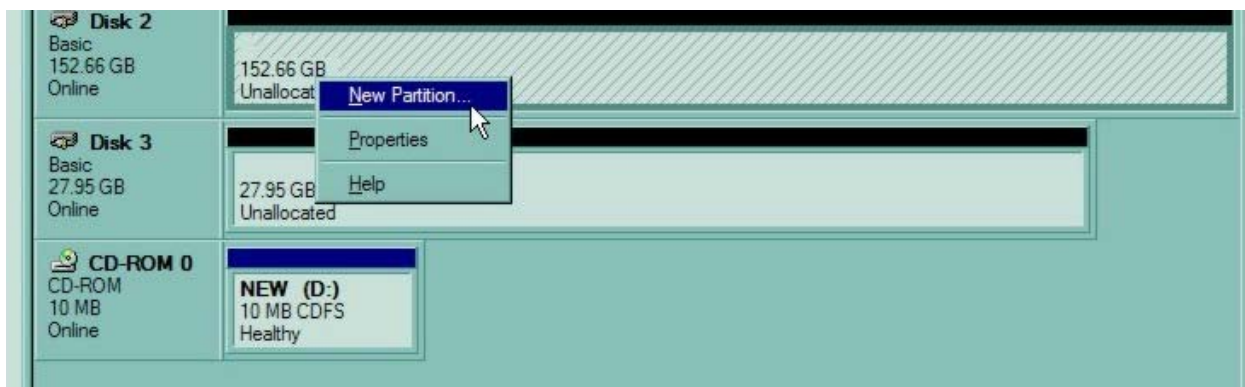 Disk 2
Basic
152.66 GB
Online
152.66 GB
Unallocat
New Partition...
Properties
Help
Disk 3
Basic
27.95 GB
Online
27.95 GB
Unallocated
CD-ROM 0
CD-ROM
10 MB
Online
NEW (D:)
10 MB CDFS
Healthy